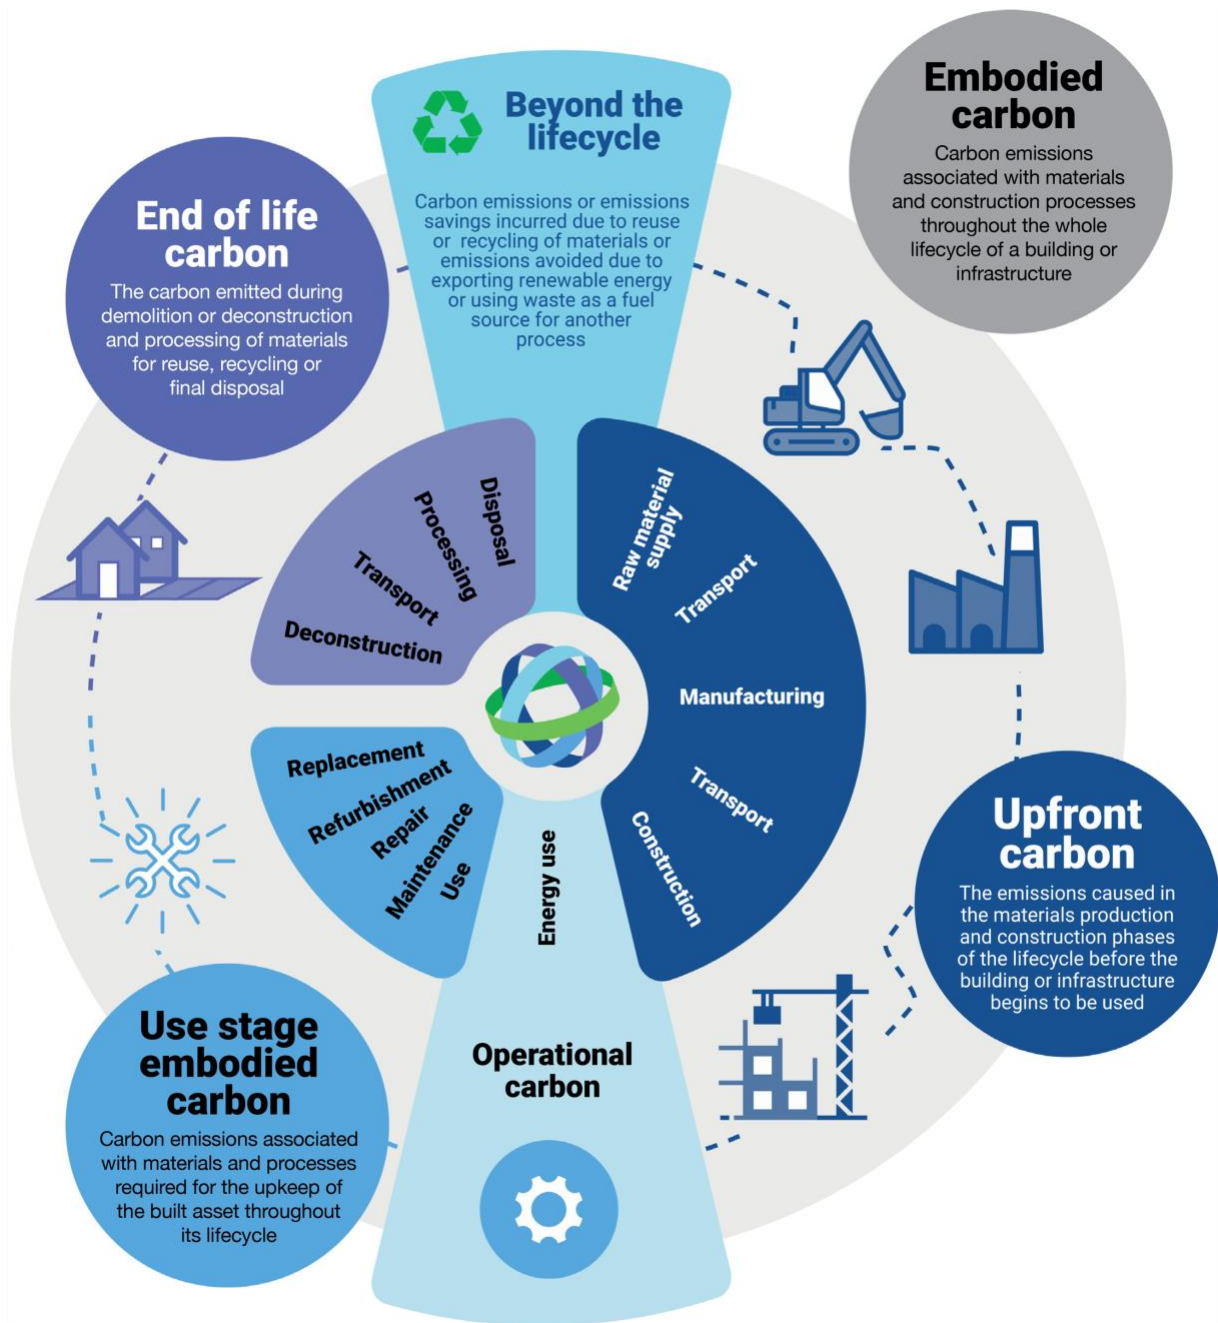 Beyond the
lifecycle
Carbon emissions or emissions
savings incurred due to reuse
or recycling of materials or
emissions avoided due to
exporting renewable energy
or using waste as a fuel
source for another
process
Embodied
carbon
Carbon emissions
associated with materials
and construction processes
throughout the whole
lifecycle of a building or
infrastructure
End of life
carbon
The carbon emitted during
demolition or deconstruction
and processing of materials
for reuse, recycling or
final disposal
Disposal
Processing
Transport
Deconstruction
Raw material
supply
Transport
Manufacturing
Transport
Construction
Replacement
Refurbishment
Repair
Maintenance
Use
Energy use
Upfront
carbon
The emissions caused in
the materials production
and construction phases
of the lifecycle before the
building or infrastructure
begins to be used
Use stage
embodied
carbon
Carbon emissions associated
with materials and processes
required for the upkeep of
the built asset throughout
its lifecycle
Operational
carbon